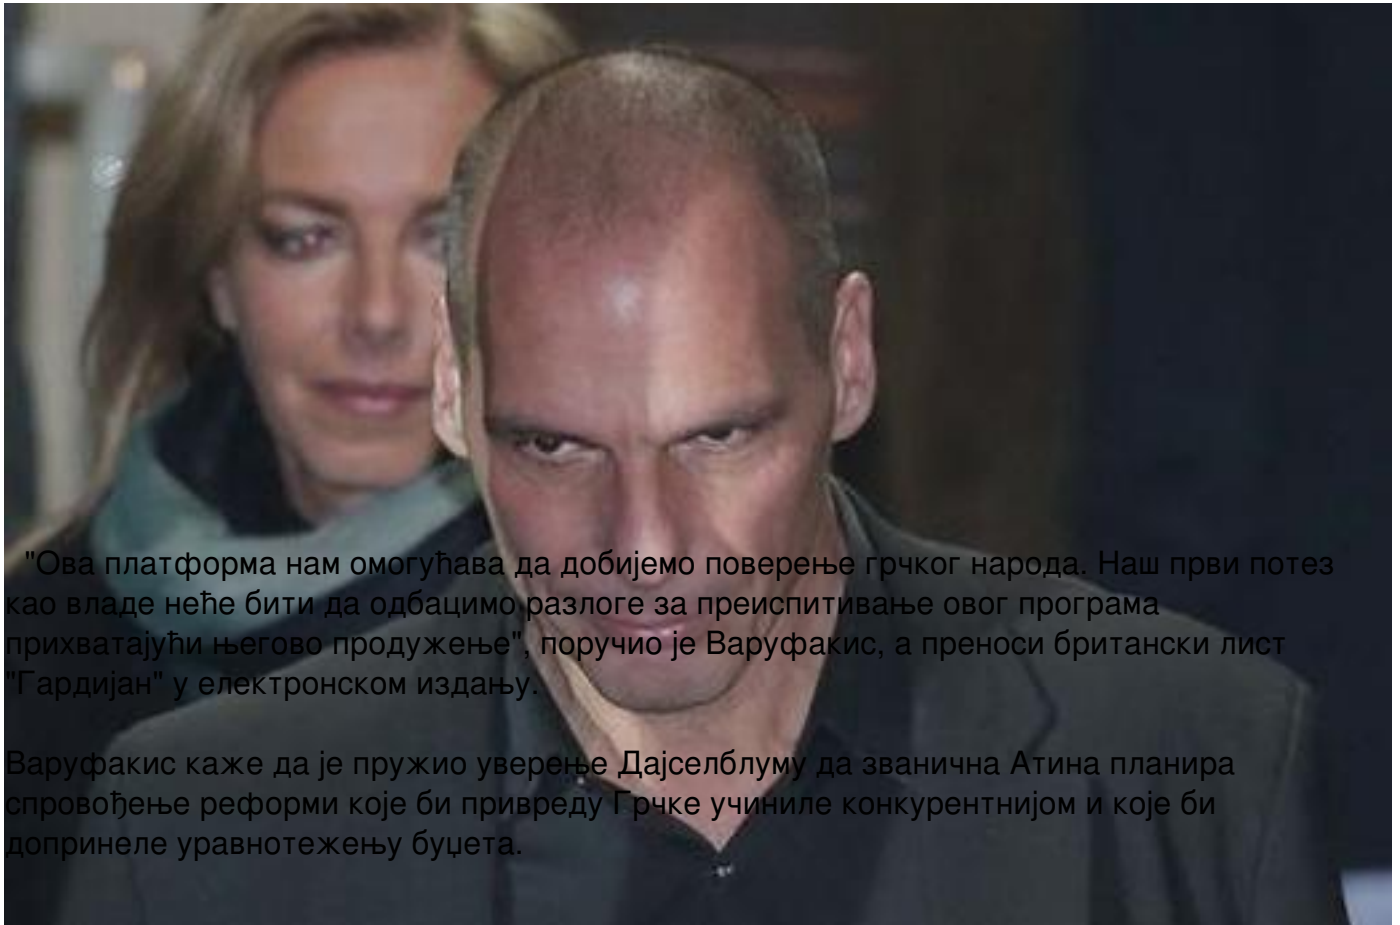 "Ова платформа нам омогућава да добијемо поверење грчког народа. Наш први потез
као владе неће бити да одбацимо разлоге за преиспитивање овог програма
прихватајући његово продужење", поручио је Варуфакис, а преноси британски лист
"Гардијан" у електронском издању.
Варуфакис каже да је пружио уверење Дајселблуму да званична Атина планира
спровођење реформи које би привреду Грчке учиниле конкурентнијом и које би
допринеле уравнотежењу буџета.